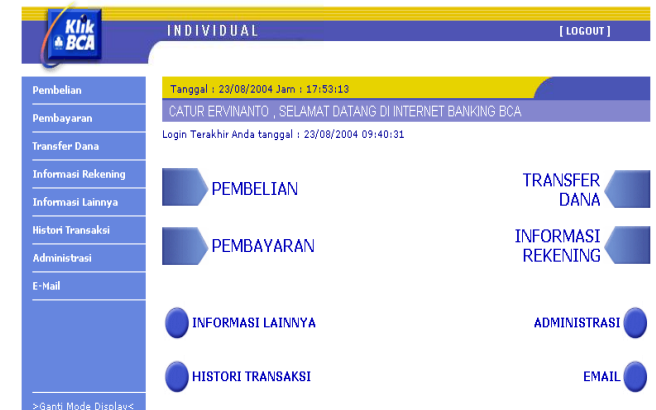 Klik
BCA
INDIVIDUAL
[ LOGOUT ]
Pembelian
Pembayaran
Transfer Dana
Informasi Rekening
Informasi Lainnya
Histori Transaksi
Administrasi
E-Mail
>Ganti Mode Display<
Tanggal : 23/08/2004 Jam : 17:53:13
CATUR ERVINANTO , SELAMAT DATANG DI INTERNET BANKING BCA
Login Terakhir Anda tanggal : 23/08/2004 09:40:31
PEMBELIAN
TRANSFER
DANA
PEMBAYARAN
INFORMASI
REKENING
INFORMASI LAINNYA
ADMINISTRASI
HISTORI TRANSAKSI
EMAIL